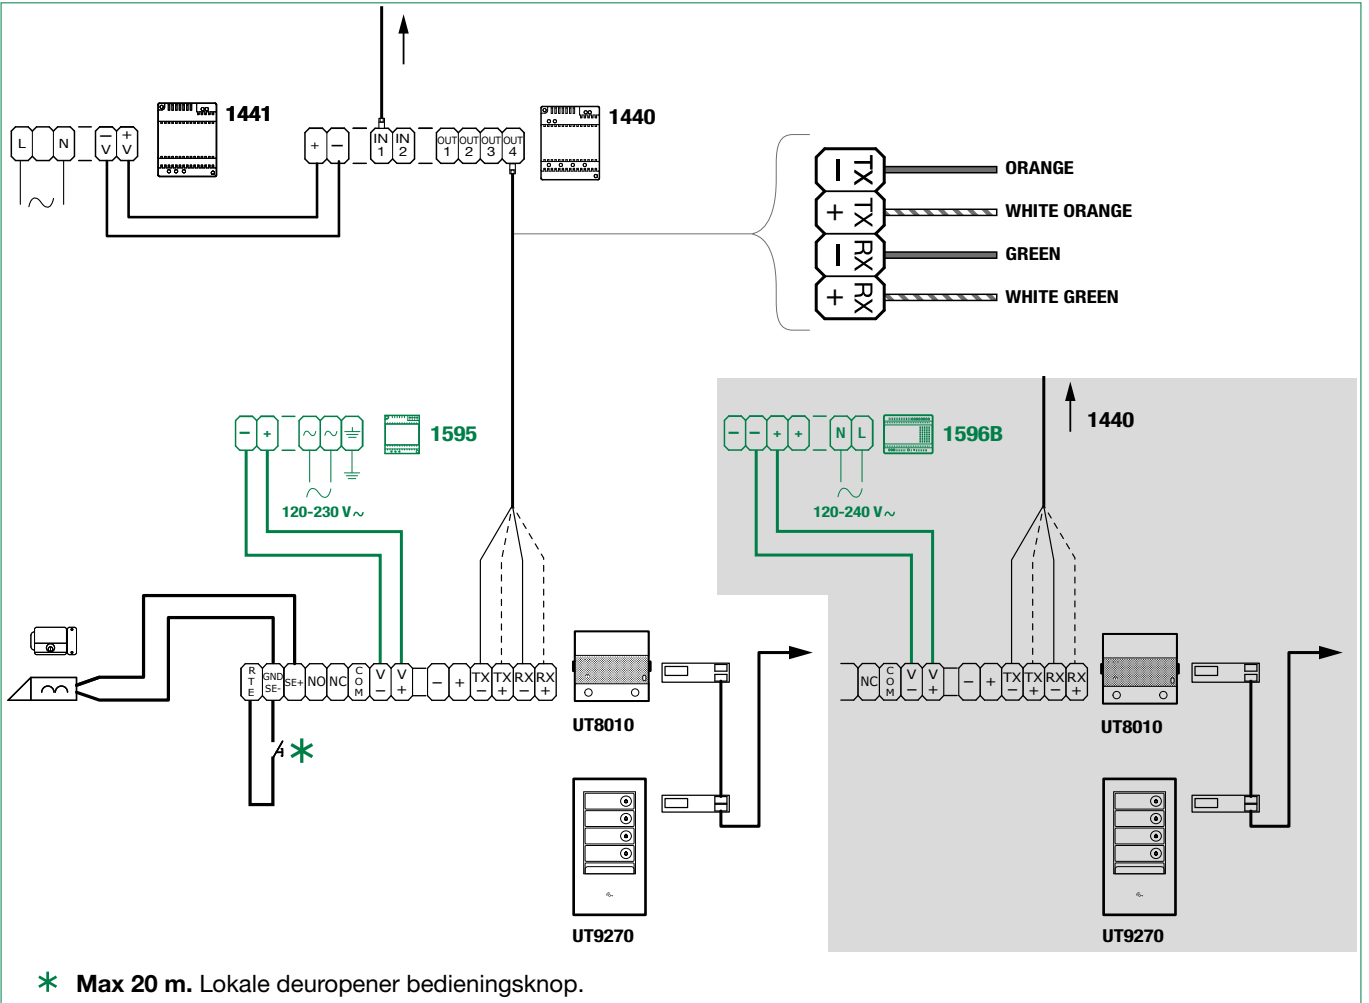 1441
1440
L N − V + V
+ − IN 1 IN 2 OUT 1 OUT 2 OUT 3 OUT 4
− TX ORANGE
+ TX WHITE ORANGE
− RX GREEN
+ RX WHITE GREEN
− + ~ ~ 1595
120-230 V~
− − + + N L 1596B
120-240 V~
1440
RTE GND SE- SE+ NO NC COM V − V + − + TX − TX + RX − RX +
UT8010
NC COM V − V + − + TX − TX + RX − RX +
UT8010
UT9270
UT9270
* Max 20 m. Lokale deuropener bedieningsknop.